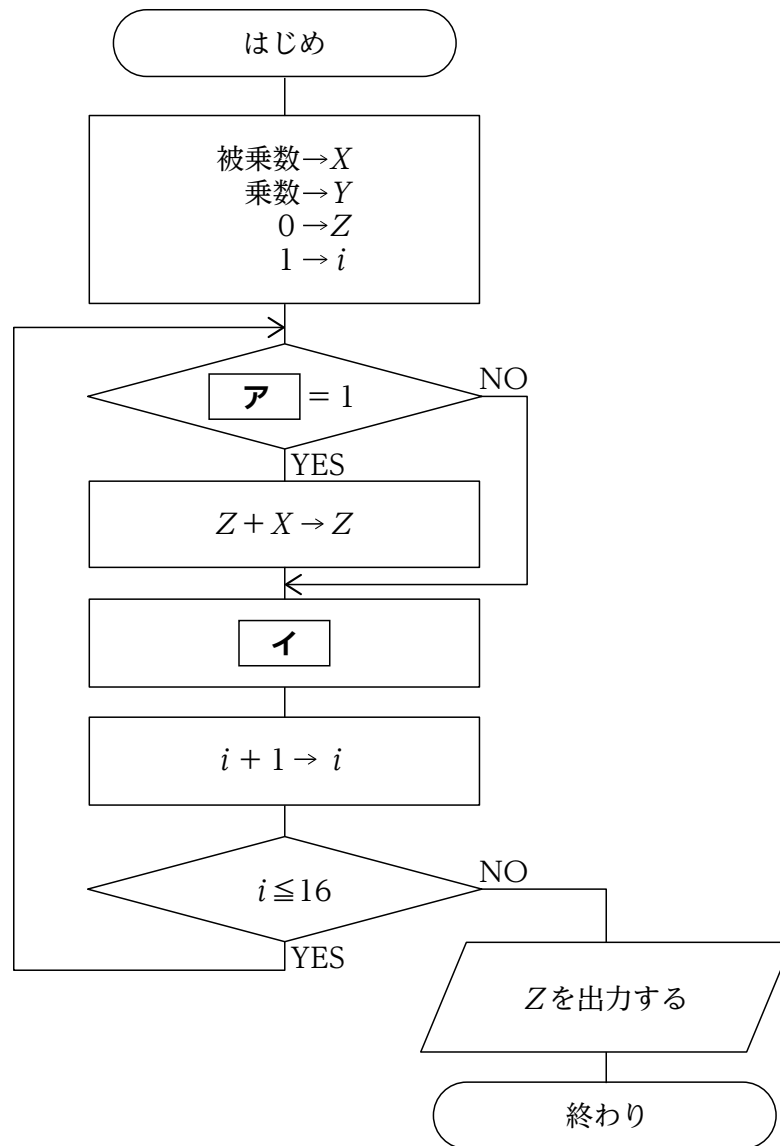 はじめ
被乗数→X
乗数→Y
0→Z
1→i
ア = 1
NO
YES
Z+X→Z
イ
i+1→i
i≦16
NO
YES
Zを出力する
終わり